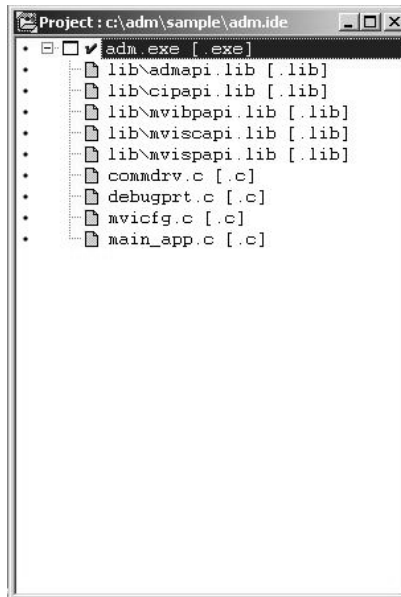 Project : c:\adm\sample\adm.ide
adm.exe [.exe]
lib\admapi.lib [.lib]
lib\cipapi.lib [.lib]
lib\mvibpapi.lib [.lib]
lib\mviscapi.lib [.lib]
lib\mvispapi.lib [.lib]
commdrv.c [.c]
debugprt.c [.c]
mvicfg.c [.c]
main_app.c [.c]